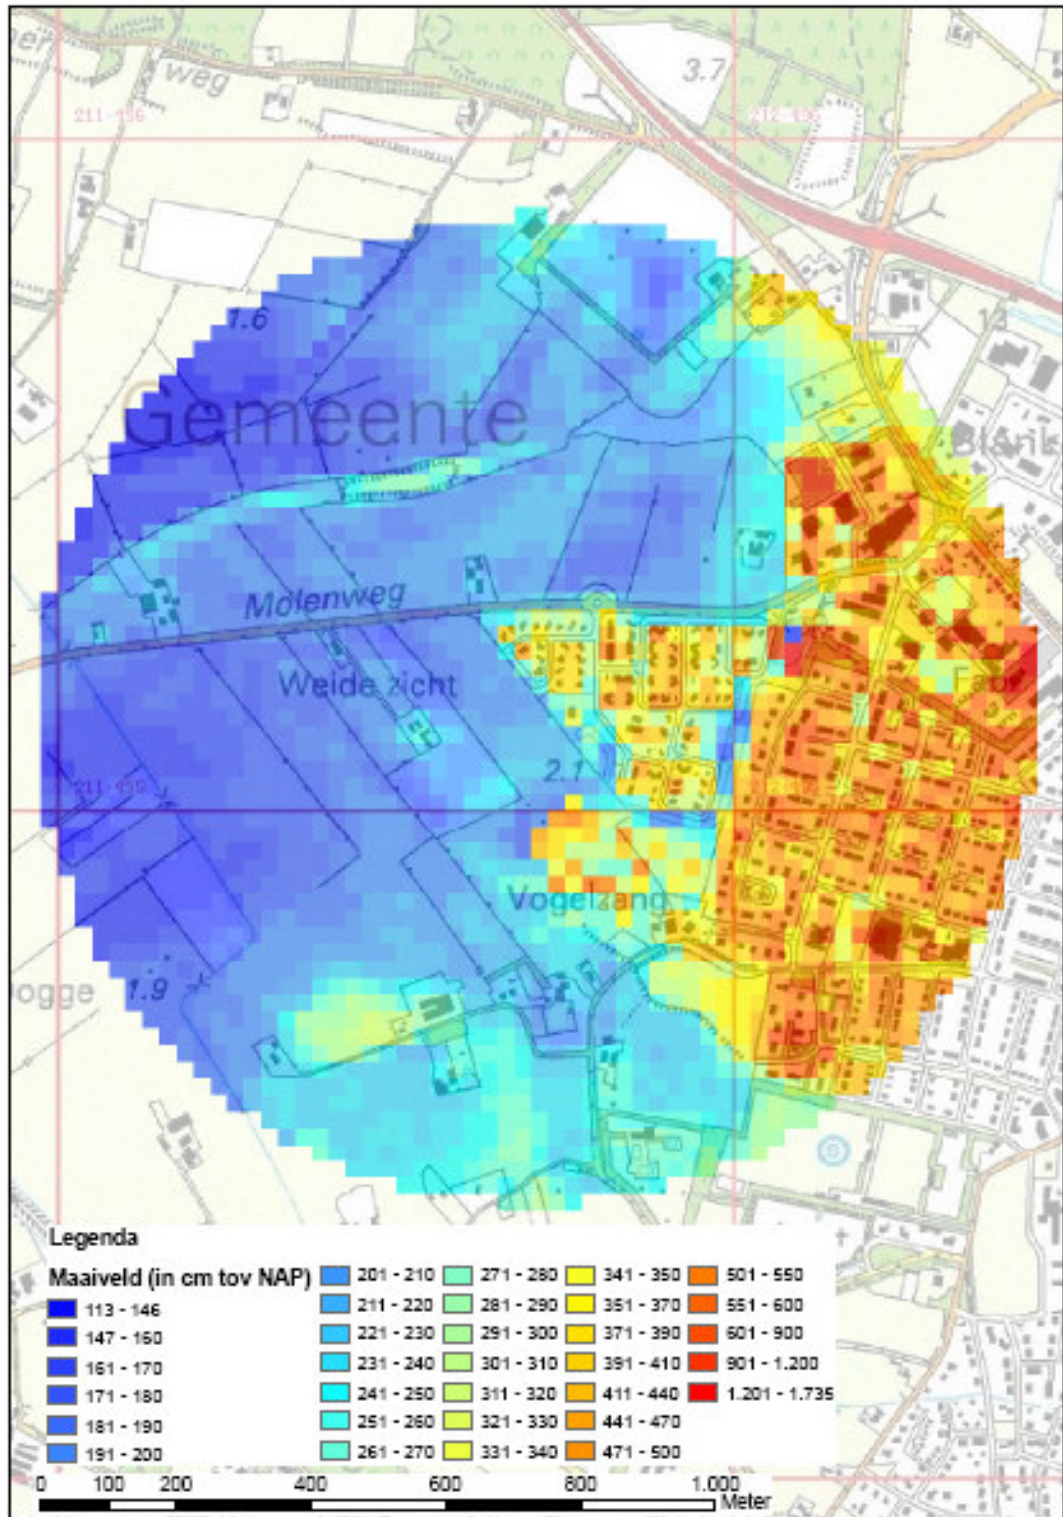 weg
3.7
211-496
212-496
1.6
Gemeente
Molenweg
Weide zicht
2.1
Vogelzang
1.9
Legenda
Maaiveld (in cm tov NAP)
113 - 146
147 - 160
161 - 170
171 - 180
181 - 190
191 - 200
201 - 210
211 - 220
221 - 230
231 - 240
241 - 250
251 - 260
261 - 270
271 - 280
281 - 290
291 - 300
301 - 310
311 - 320
321 - 330
331 - 340
341 - 350
351 - 370
371 - 390
391 - 410
411 - 440
441 - 470
471 - 500
501 - 550
551 - 600
601 - 900
901 - 1.200
1.201 - 1.735
0 100 200 400 600 800 1.000
Meter